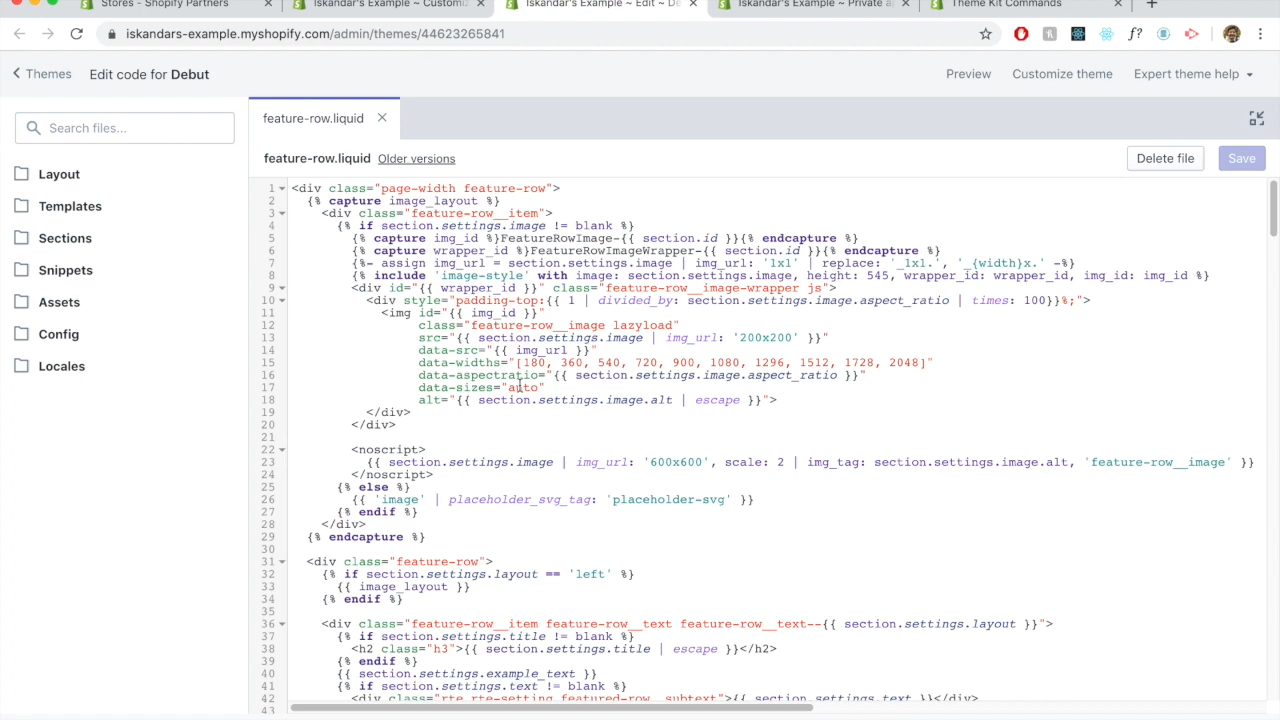 Stores - Shopify Partners
Iskandar's Example ~ Customiz
Iskandar's Example ~ Edit ~ De
Iskandar's Example ~ Private ap
Theme Kit Commands
iskandars-example.myshopify.com/admin/themes/44623265841
Themes
Edit code for Debut
Preview
Customize theme
Expert theme help
Search files...
Layout
Templates
Sections
Snippets
Assets
Config
Locales
feature-row.liquid
feature-row.liquid Older versions
Delete file
Save
1 <div class="page-width feature-row">
2 {% capture image_layout %}
3 <div class="feature-row__item">
4 {% if section.settings.image != blank %}
5 {% capture img_id %}FeatureRowImage-{{ section.id }}{% endcapture %}
6 {% capture wrapper_id %}FeatureRowImageWrapper-{{ section.id }}{% endcapture %}
7 {%- assign img_url = section.settings.image | img_url: '1x1' | replace: '_1x1.', '_{width}x.' -%}
8 {% include 'image-style' with image: section.settings.image, height: 545, wrapper_id: wrapper_id, img_id: img_id %}
9 <div id="{{ wrapper_id }}" class="feature-row__image-wrapper js">
10 <div style="padding-top:{{ 1 | divided_by: section.settings.image.aspect_ratio | times: 100}}%;">
11 <img id="{{ img_id }}"
12 class="feature-row__image lazyload"
13 src="{{ section.settings.image | img_url: '200x200' }}"
14 data-src="{{ img_url }}"
15 data-widths="[180, 360, 540, 720, 900, 1080, 1296, 1512, 1728, 2048]"
16 data-aspectratio="{{ section.settings.image.aspect_ratio }}"
17 data-sizes="auto"
18 alt="{{ section.settings.image.alt | escape }}">
19 </div>
20 </div>
21
22 <noscript>
23 {{ section.settings.image | img_url: '600x600', scale: 2 | img_tag: section.settings.image.alt, 'feature-row__image' }}
24 </noscript>
25 {% else %}
26 {{ 'image' | placeholder_svg_tag: 'placeholder-svg' }}
27 {% endif %}
28 </div>
29 {% endcapture %}
30
31 <div class="feature-row">
32 {% if section.settings.layout == 'left' %}
33 {{ image_layout }}
34 {% endif %}
35
36 <div class="feature-row__item feature-row__text feature-row__text--{{ section.settings.layout }}">
37 {% if section.settings.title != blank %}
38 <h2 class="h3">{{ section.settings.title | escape }}</h2>
39 {% endif %}
40 {{ section.settings.example_text }}
41 {% if section.settings.text != blank %}
42 <div class="rte rte-setting featured-row__subtext">{{ section.settings.text }}</div>
43